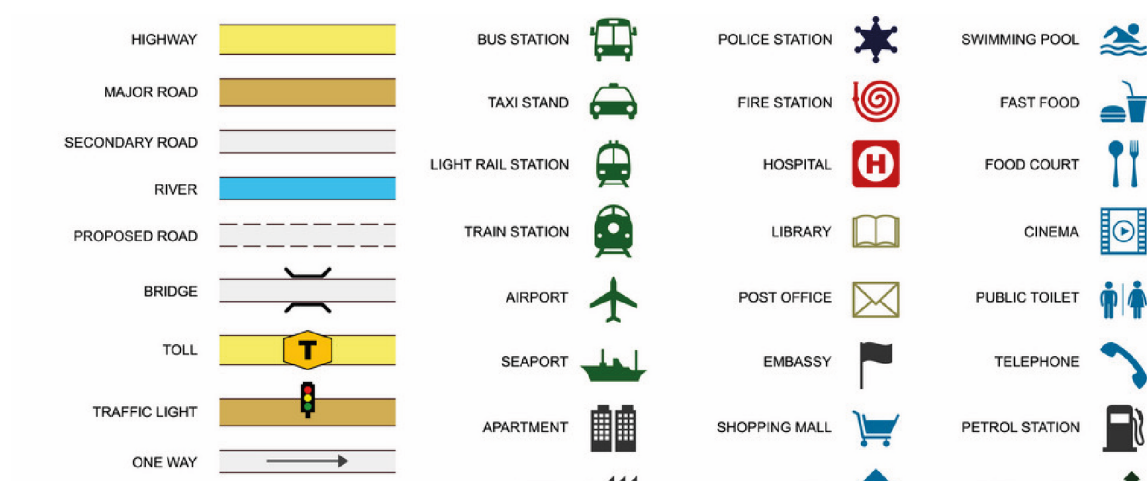 HIGHWAY
MAJOR ROAD
SECONDARY ROAD
RIVER
PROPOSED ROAD
BRIDGE
TOLL
T
TRAFFIC LIGHT
ONE WAY
BUS STATION
TAXI STAND
LIGHT RAIL STATION
TRAIN STATION
AIRPORT
SEAPORT
APARTMENT
POLICE STATION
FIRE STATION
HOSPITAL
H
LIBRARY
POST OFFICE
EMBASSY
SHOPPING MALL
SWIMMING POOL
FAST FOOD
FOOD COURT
CINEMA
PUBLIC TOILET
TELEPHONE
PETROL STATION